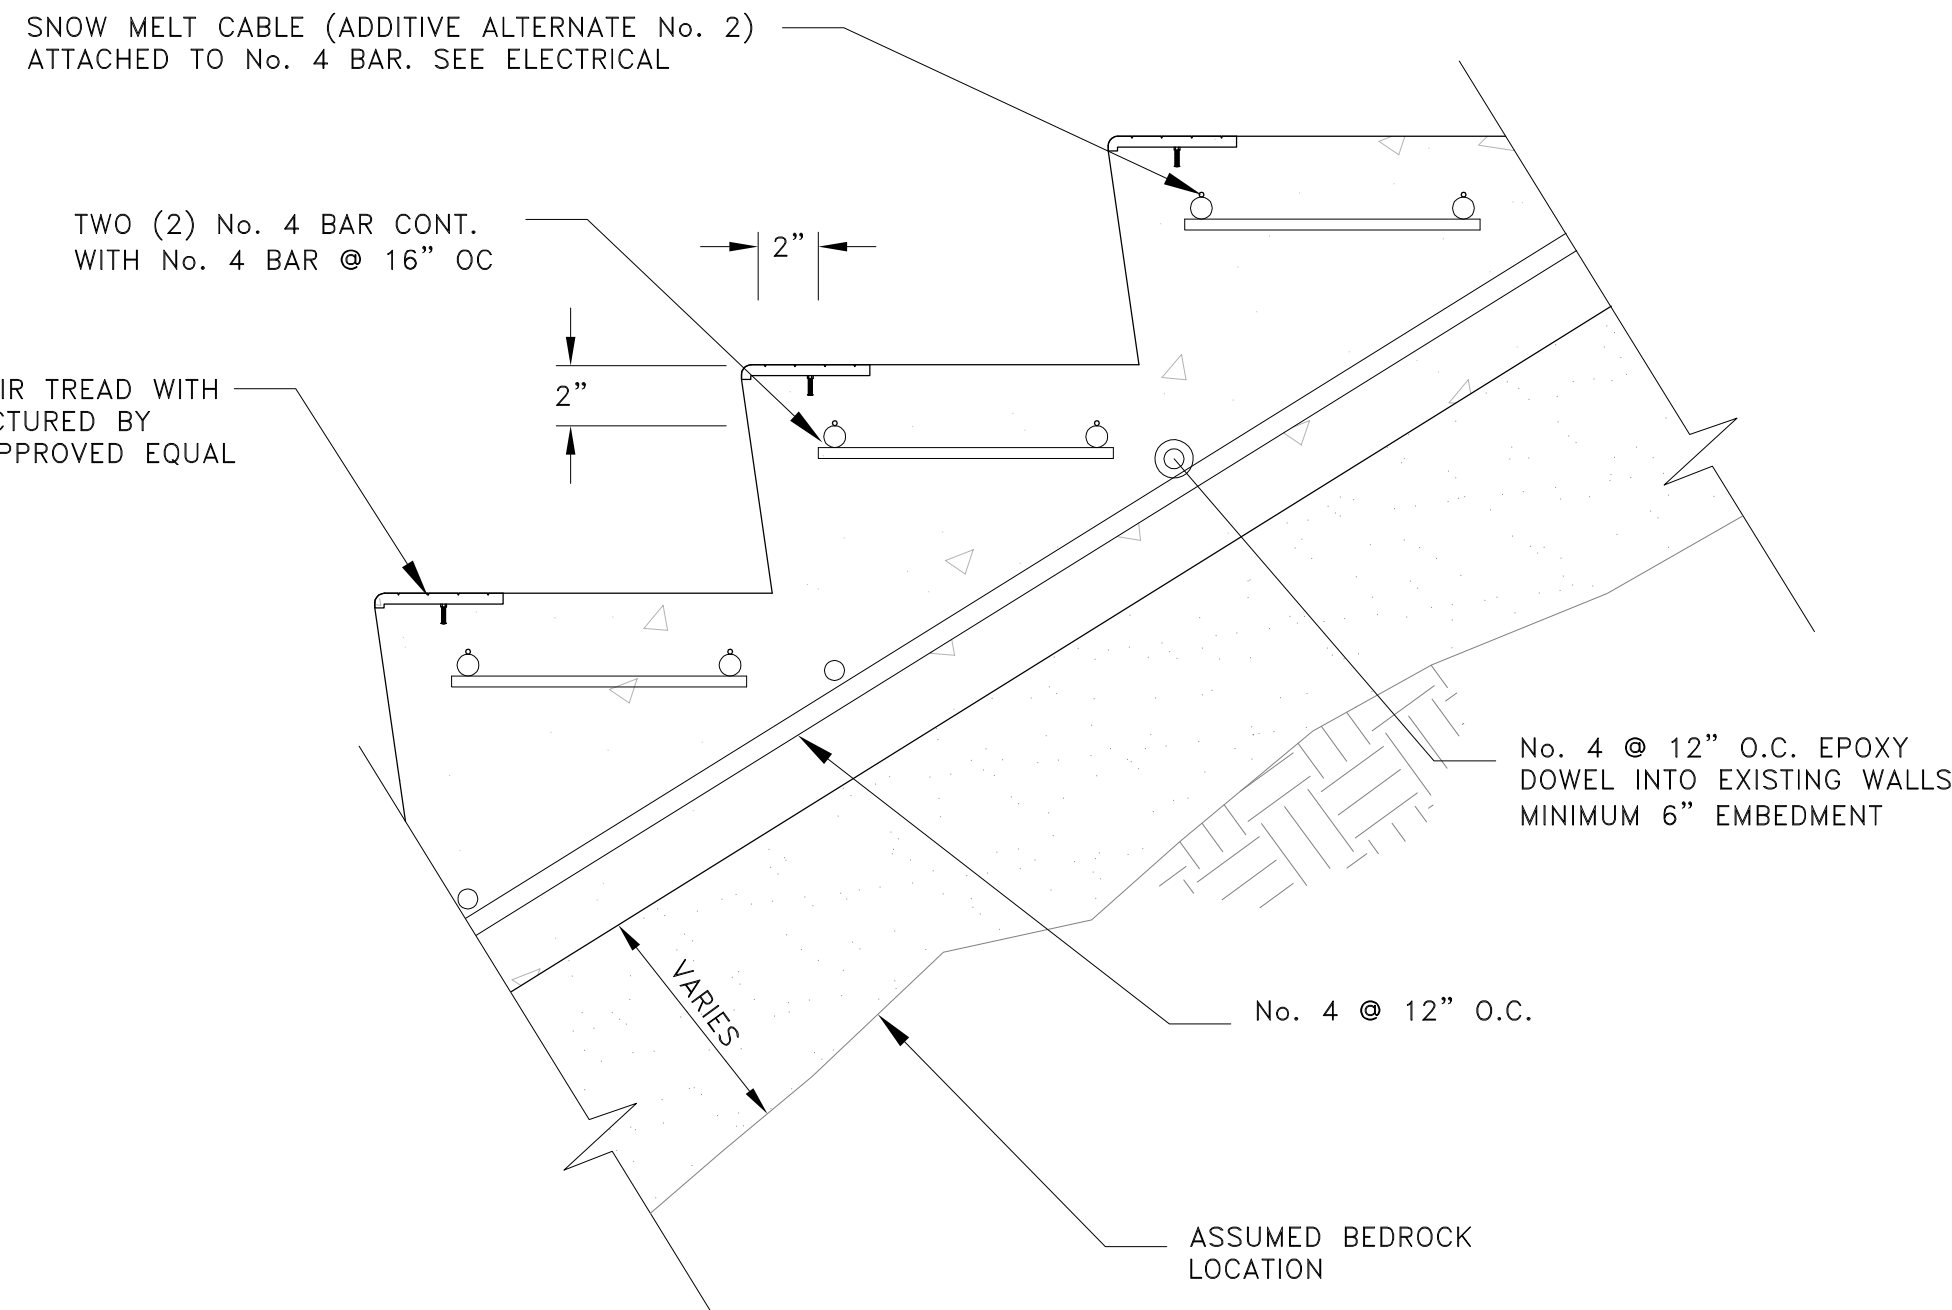 SNOW MELT CABLE (ADDITIVE ALTERNATE No. 2)
ATTACHED TO No. 4 BAR. SEE ELECTRICAL
TWO (2) No. 4 BAR CONT.
WITH No. 4 BAR @ 16” OC
2”
2”
IR TREAD WITH
CTURED BY
PPROVED EQUAL
No. 4 @ 12” O.C. EPOXY
DOWEL INTO EXISTING WALLS
MINIMUM 6” EMBEDMENT
VARIES
No. 4 @ 12” O.C.
ASSUMED BEDROCK
LOCATION